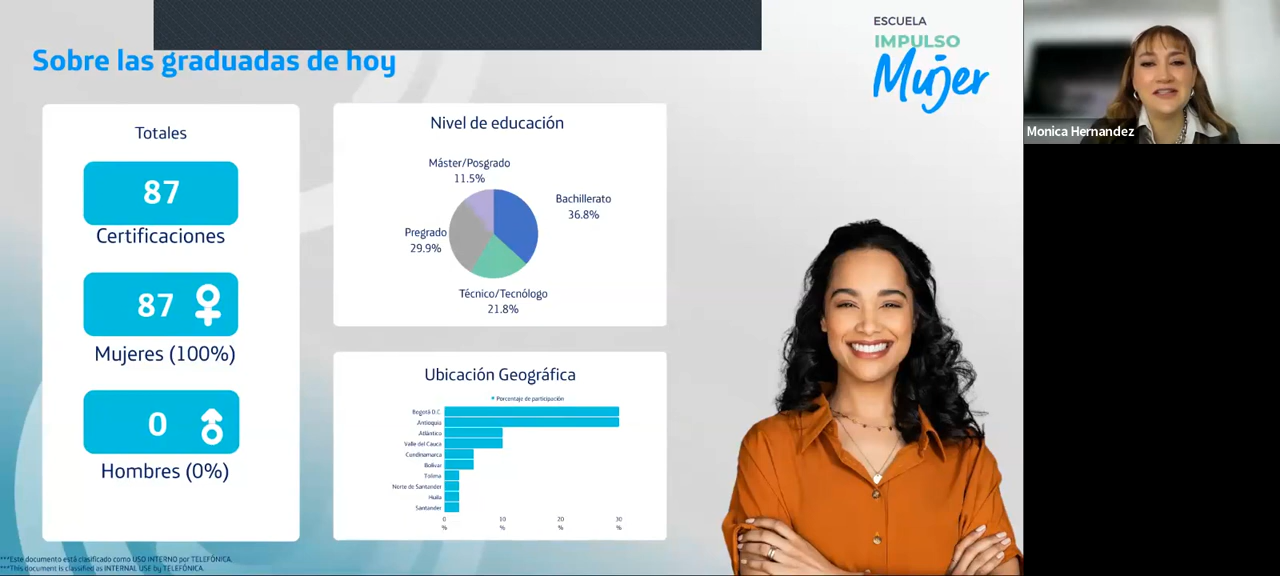 Sobre las graduadas de hoy
ESCUELA
IMPULSO
Mujer
Monica Hernandez
Totales
87
Certificaciones
87
Mujeres (100%)
0
Hombres (0%)
Nivel de educación
Máster/Posgrado
11.5%
Bachillerato
36.8%
Pregrado
29.9%
Técnico/Tecnólogo
21.8%
Ubicación Geográfica
Porcentaje de participación
Bogotá D.C.
Antioquia
Atlántico
Valle del Cauca
Cundinamarca
Bolívar
Tolima
Norte de Santander
Huila
Santander
0 10 20 30
% % % %
***Este documento está clasificado como USO INTERNO por TELEFÓNICA.
***This document is classified as INTERNAL USE by TELEFÓNICA.